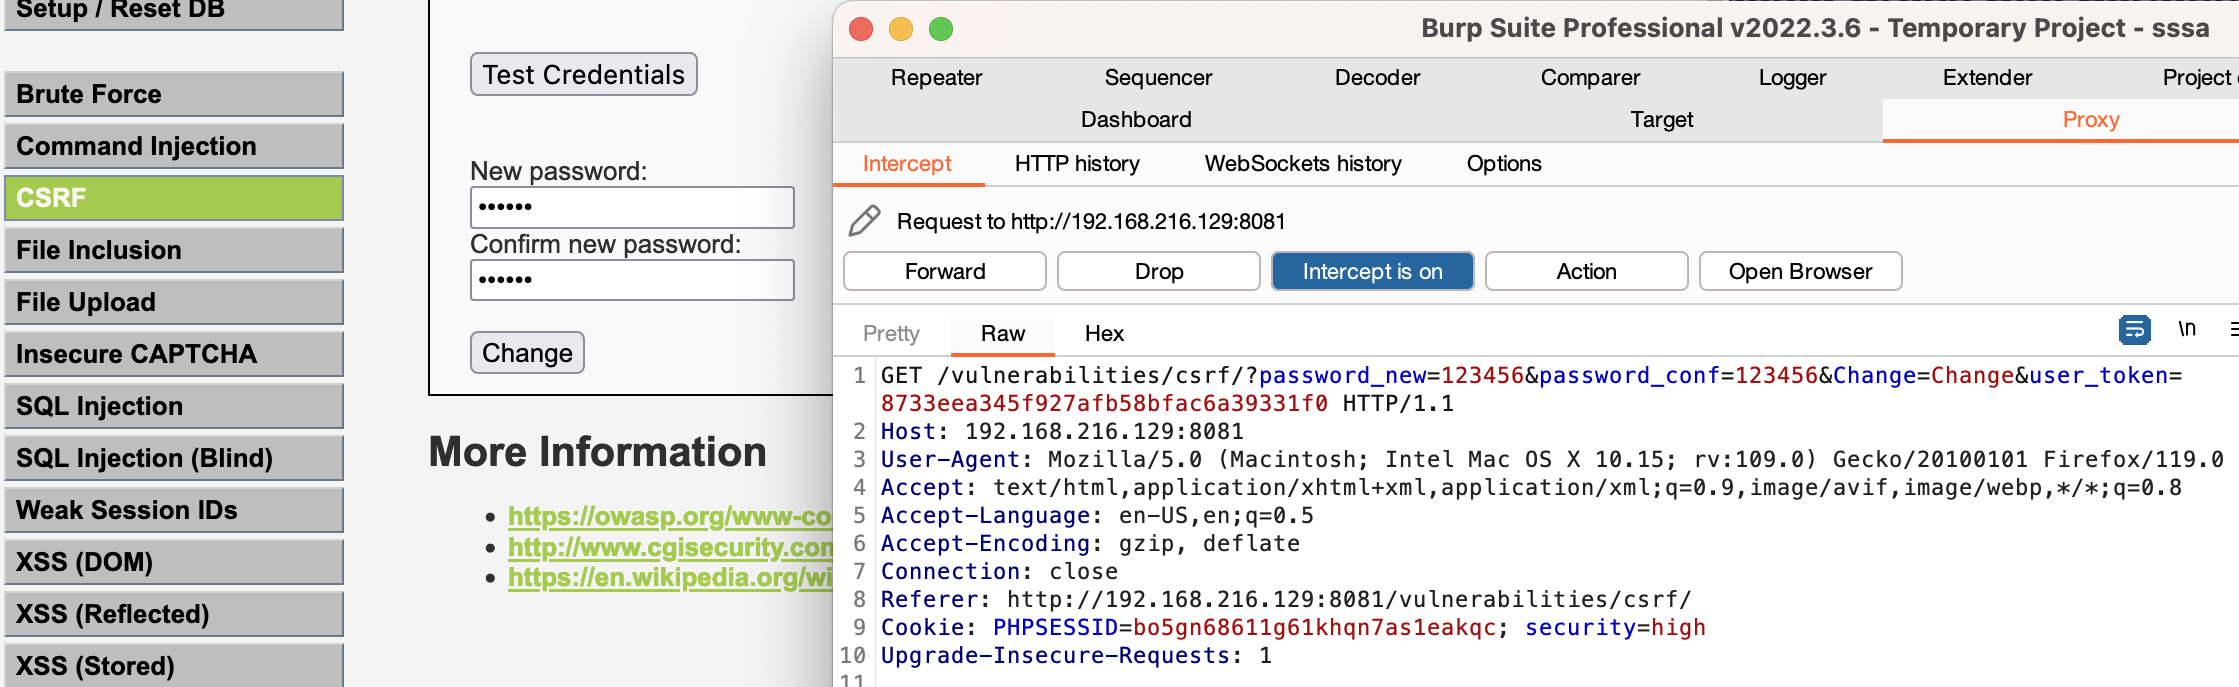 Setup / Reset DB
Brute Force
Command Injection
CSRF
File Inclusion
File Upload
Insecure CAPTCHA
SQL Injection
SQL Injection (Blind)
Weak Session IDs
XSS (DOM)
XSS (Reflected)
XSS (Stored)
Test Credentials
New password:
••••••
Confirm new password:
••••••
Change
More Information
• https://owasp.org/www-co
• http://www.cgisecurity.com
• https://en.wikipedia.org/wi
Burp Suite Professional v2022.3.6 - Temporary Project - sssa
Repeater Sequencer Decoder Comparer Logger Extender Project
Dashboard Target Proxy
Intercept HTTP history WebSockets history Options
Request to http://192.168.216.129:8081
Forward Drop Intercept is on Action Open Browser
Pretty Raw Hex \n
1 GET /vulnerabilities/csrf/?password_new=123456&password_conf=123456&Change=Change&user_token=
8733eea345f927afb58bfac6a39331f0 HTTP/1.1
2 Host: 192.168.216.129:8081
3 User-Agent: Mozilla/5.0 (Macintosh; Intel Mac OS X 10.15; rv:109.0) Gecko/20100101 Firefox/119.0
4 Accept: text/html,application/xhtml+xml,application/xml;q=0.9,image/avif,image/webp,*/*;q=0.8
5 Accept-Language: en-US,en;q=0.5
6 Accept-Encoding: gzip, deflate
7 Connection: close
8 Referer: http://192.168.216.129:8081/vulnerabilities/csrf/
9 Cookie: PHPSESSID=bo5gn68611g61khqn7as1eakqc; security=high
10 Upgrade-Insecure-Requests: 1
11